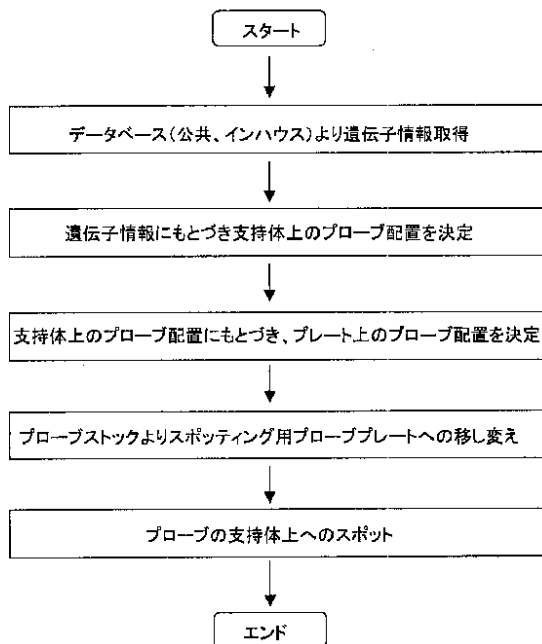 スタート
データベース(公共、インハウス)より遺伝子情報取得
遺伝子情報にもとづき支持体上のプローブ配置を決定
支持体上のプローブ配置にもとづき、プレート上のプローブ配置を決定
プローブストックよりスポッティング用プローブプレートへの移し変え
プローブの支持体上へのスポット
エンド